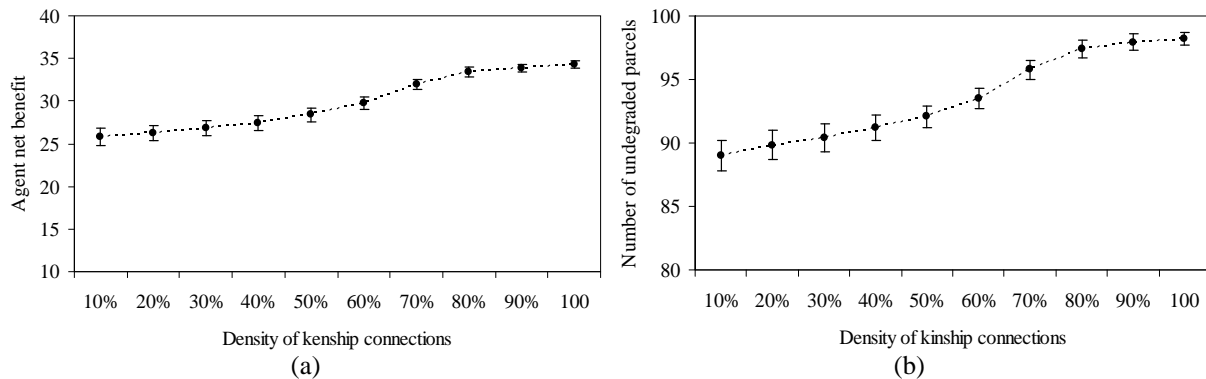 Agent net benefit
40
35
30
25
20
15
10
10% 20% 30% 40% 50% 60% 70% 80% 90% 100
Density of kenship connections
(a)
Number of undegraded parcels
100
95
90
85
80
10% 20% 30% 40% 50% 60% 70% 80% 90% 100
Density of kinship connections
(b)